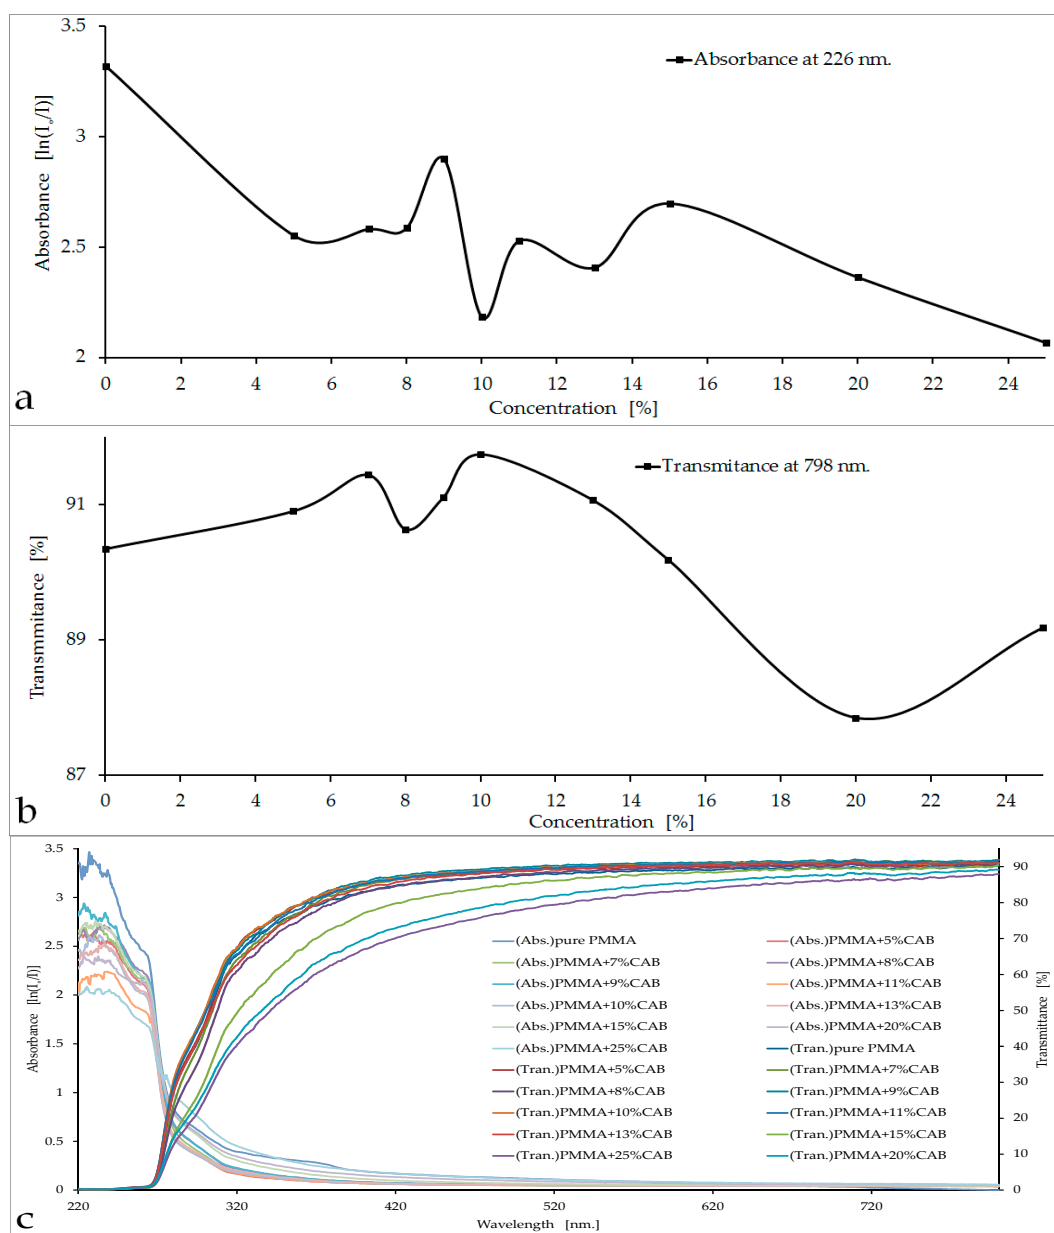 3.5
3
2.5
2
Absorbance [ln(I∘/I)]
Absorbance at 226 nm.
0 2 4 6 8 10 12 14 16 18 20 22 24
Concentration [%]
a
91
89
87
Transmmitance [%]
Transmitance at 798 nm.
0 2 4 6 8 10 12 14 16 18 20 22 24
Concentration [%]
b
3.5
3
2.5
2
1.5
1
0.5
0
Absorbance [ln(I∘/I)]
90
80
70
60
50
40
30
20
10
0
Transmittance [%]
(Abs.)pure PMMA (Abs.)PMMA+5%CAB
(Abs.)PMMA+7%CAB (Abs.)PMMA+8%CAB
(Abs.)PMMA+9%CAB (Abs.)PMMA+11%CAB
(Abs.)PMMA+10%CAB (Abs.)PMMA+13%CAB
(Abs.)PMMA+15%CAB (Abs.)PMMA+20%CAB
(Abs.)PMMA+25%CAB (Tran.)pure PMMA
(Tran.)PMMA+5%CAB (Tran.)PMMA+7%CAB
(Tran.)PMMA+8%CAB (Tran.)PMMA+9%CAB
(Tran.)PMMA+10%CAB (Tran.)PMMA+11%CAB
(Tran.)PMMA+13%CAB (Tran.)PMMA+15%CAB
(Tran.)PMMA+25%CAB (Tran.)PMMA+20%CAB
220 320 420 520 620 720
Wavelength [nm.]
c